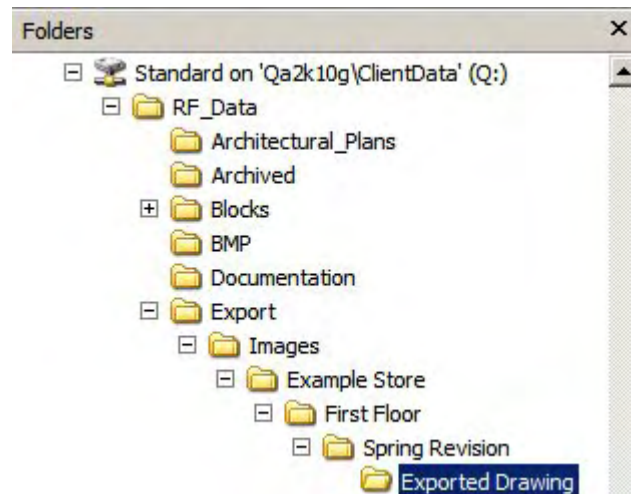 Folders
Standard on 'Qa2k10g\ClientData' (Q:)
RF_Data
Architectural_Plans
Archived
Blocks
BMP
Documentation
Export
Images
Example Store
First Floor
Spring Revision
Exported Drawing